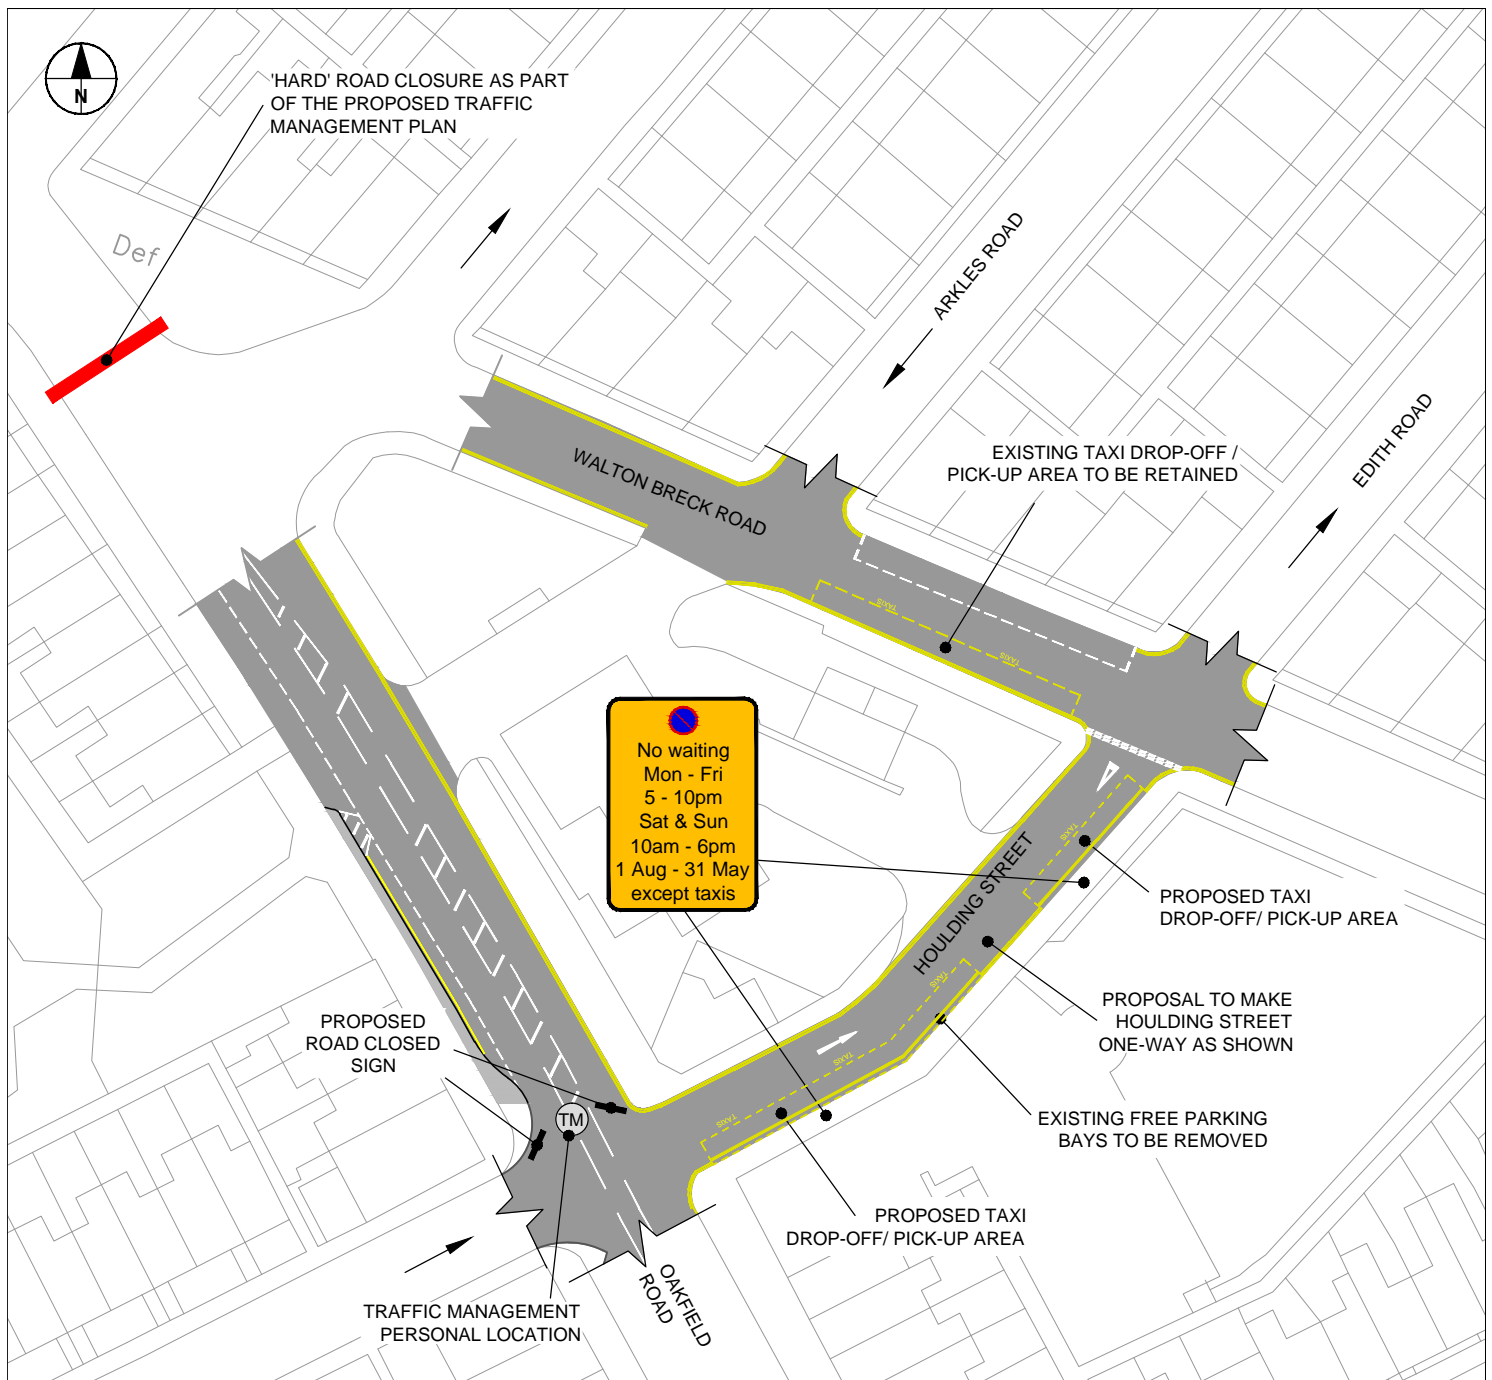 N
'HARD' ROAD CLOSURE AS PART
OF THE PROPOSED TRAFFIC
MANAGEMENT PLAN
Def
ARKLES ROAD
EDITH ROAD
EXISTING TAXI DROP-OFF /
PICK-UP AREA TO BE RETAINED
WALTON BRECK ROAD
TAXIS
TAXIS
No waiting
Mon - Fri
5 - 10pm
Sat & Sun
10am - 6pm
1 Aug - 31 May
except taxis
TAXIS
HOULDING STREET
PROPOSED TAXI
DROP-OFF/ PICK-UP AREA
TAXIS
PROPOSAL TO MAKE
HOULDING STREET
ONE-WAY AS SHOWN
PROPOSED
ROAD CLOSED
SIGN
TAXIS
TM
TAXIS
EXISTING FREE PARKING
BAYS TO BE REMOVED
PROPOSED TAXI
DROP-OFF/ PICK-UP AREA
OAKFIELD
ROAD
TRAFFIC MANAGEMENT
PERSONAL LOCATION